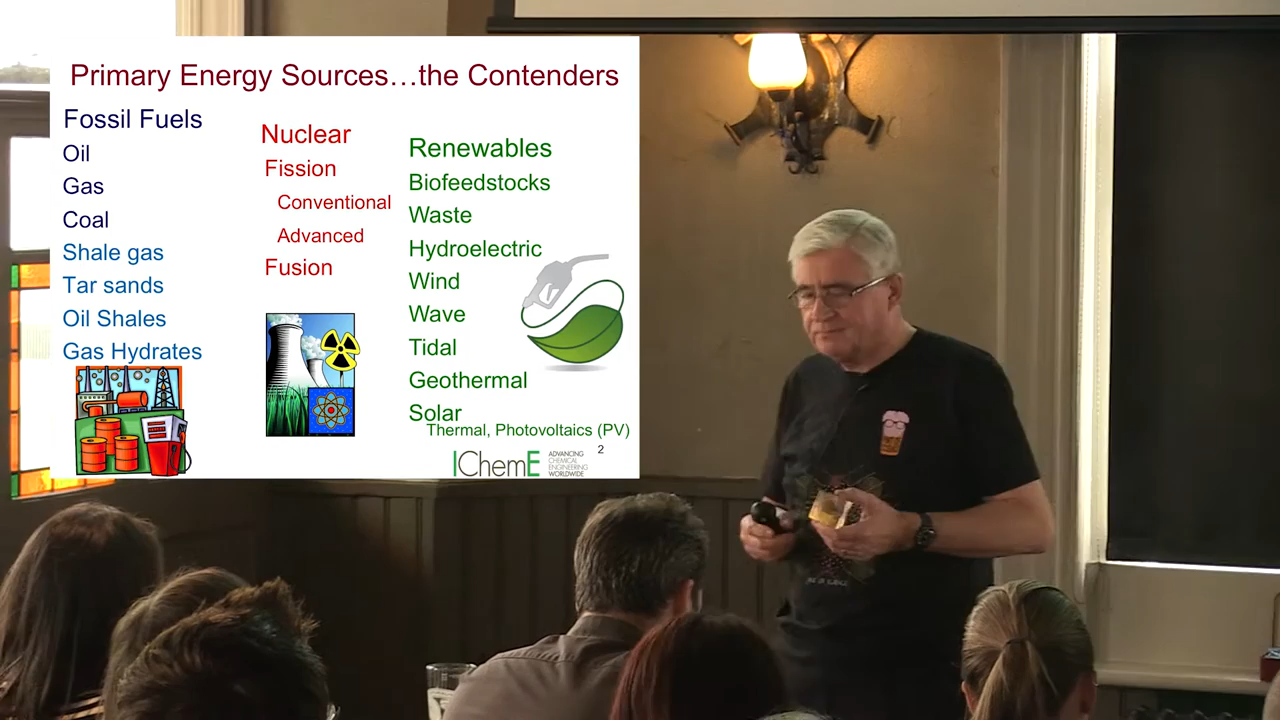 Primary Energy Sources…the Contenders
Fossil Fuels
Oil
Gas
Coal
Shale gas
Tar sands
Oil Shales
Gas Hydrates
Nuclear
Fission
Conventional
Advanced
Fusion
Renewables
Biofeedstocks
Waste
Hydroelectric
Wind
Wave
Tidal
Geothermal
Solar
Thermal, Photovoltaics (PV)
2
IChemE
ADVANCING
CHEMICAL
ENGINEERING
WORLDWIDE